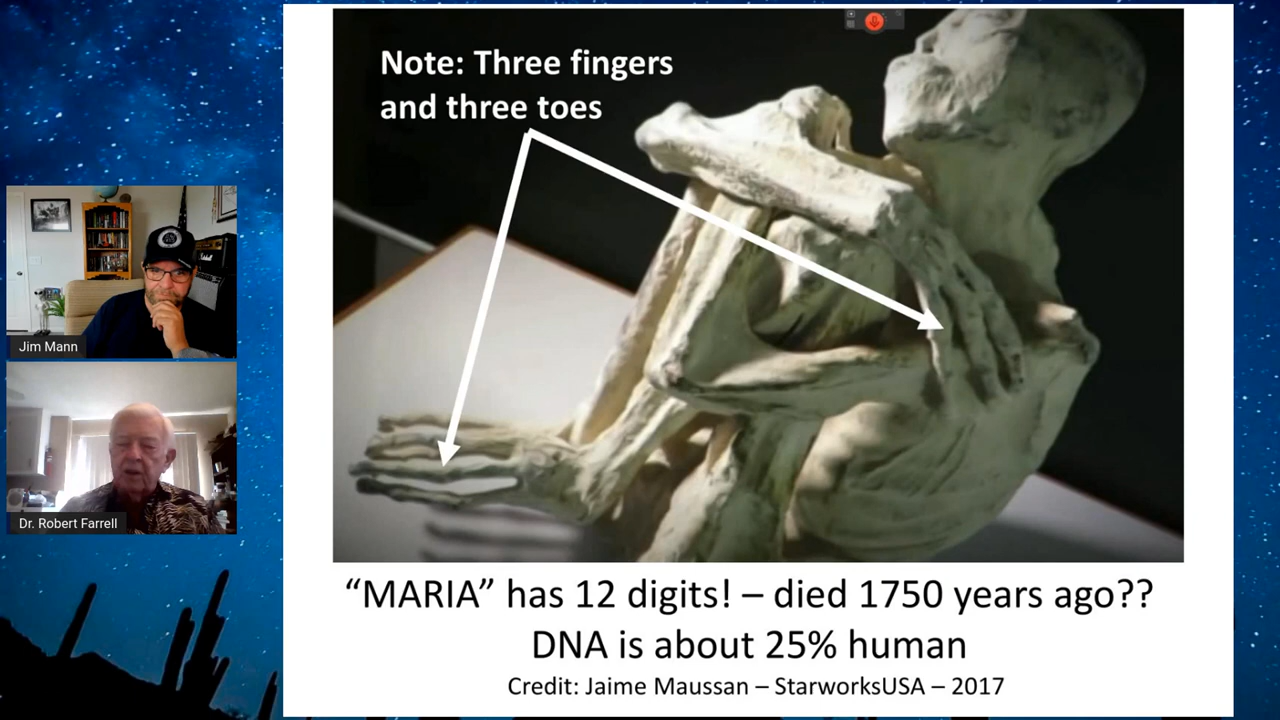 Note: Three fingers
and three toes
Jim Mann
Dr. Robert Farrell
“MARIA” has 12 digits! – died 1750 years ago??
DNA is about 25% human
Credit: Jaime Maussan – StarworksUSA – 2017